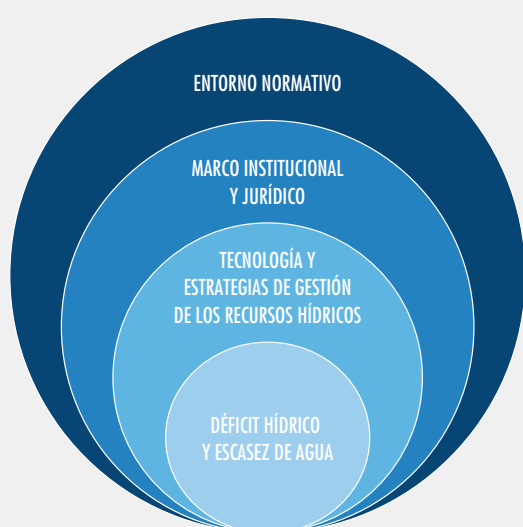 ENTORNO NORMATIVO
MARCO INSTITUCIONAL
Y JURÍDICO
TECNOLOGÍA Y
ESTRATEGIAS DE GESTIÓN
DE LOS RECURSOS HÍDRICOS
DÉFICIT HÍDRICO
Y ESCASEZ DE AGUA